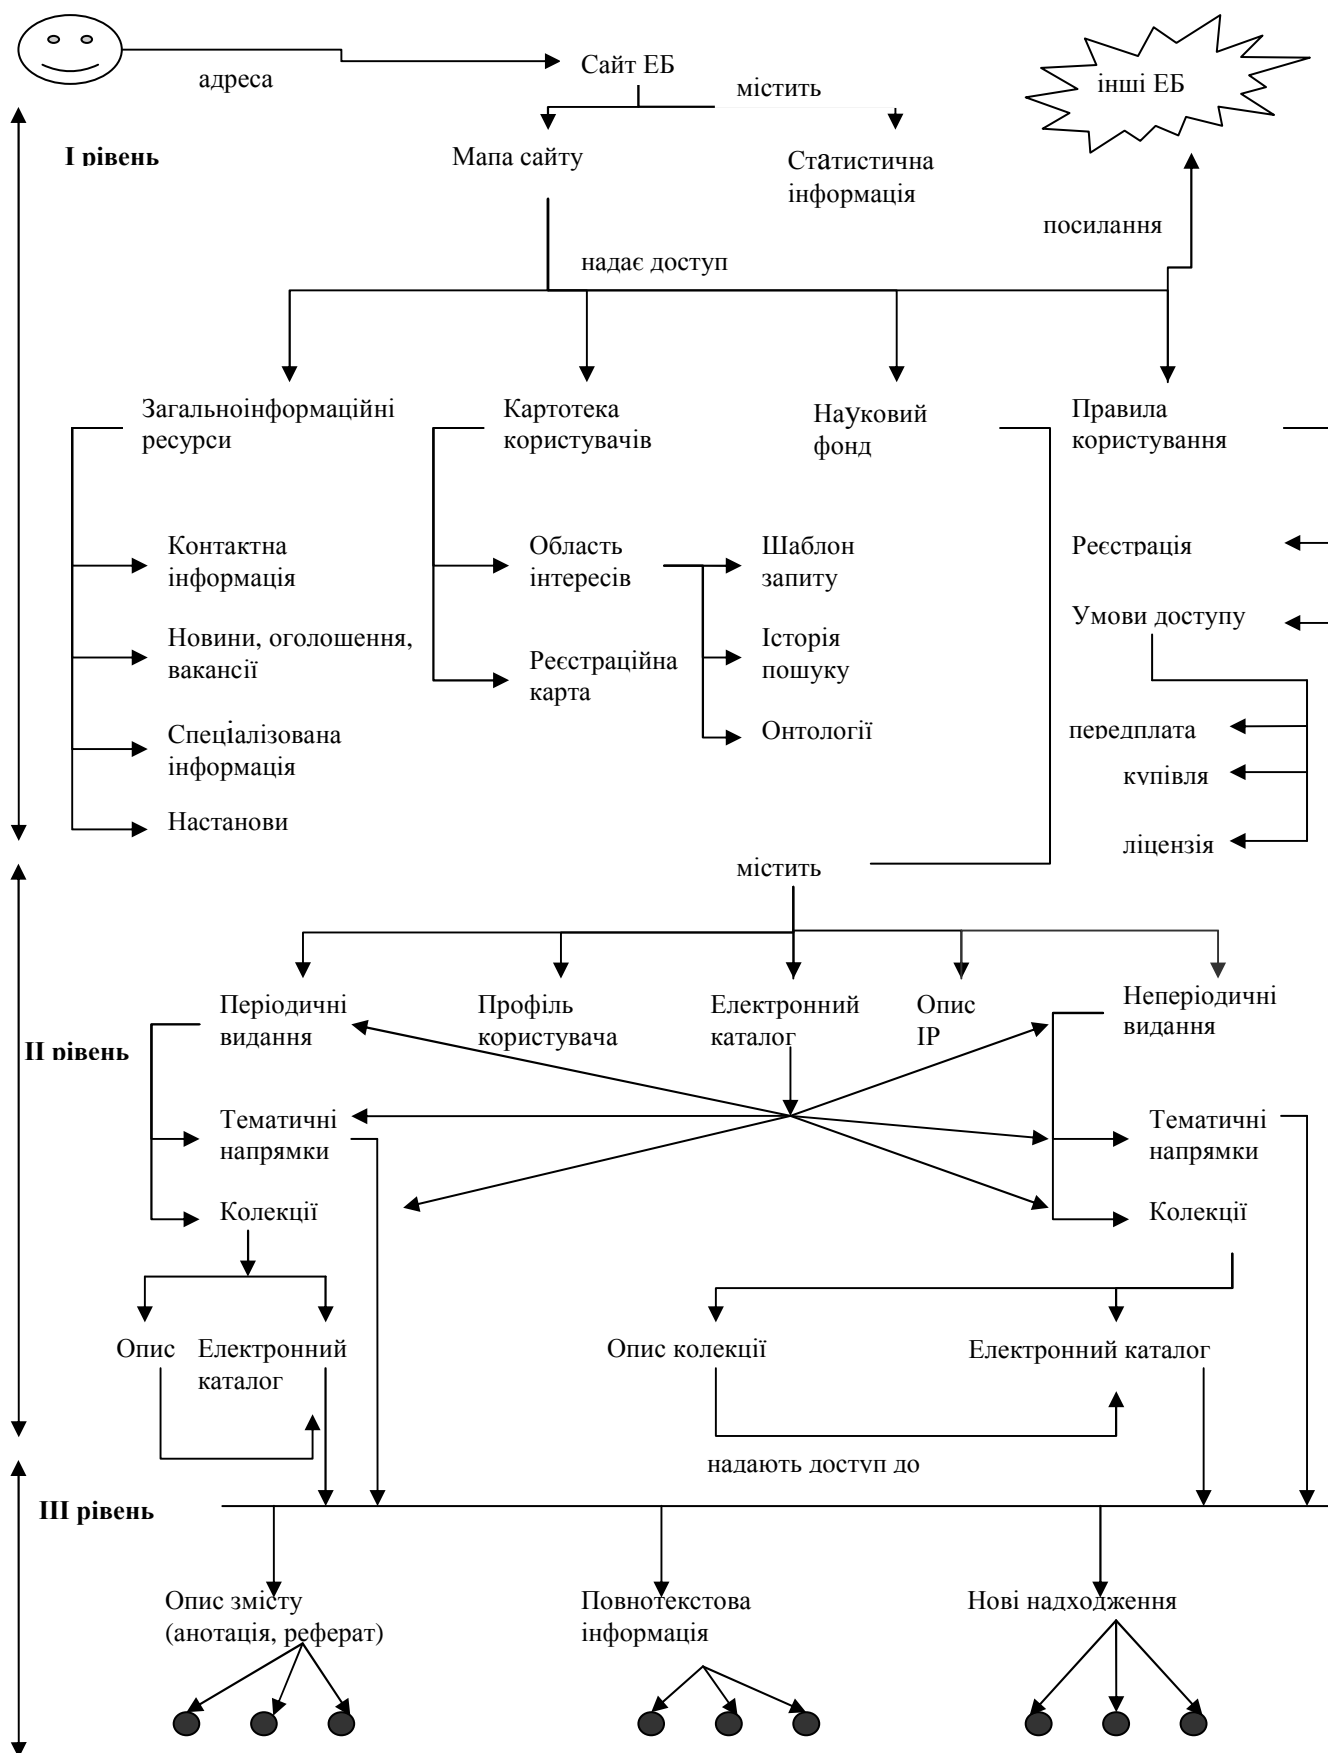 адреса
Сайт ЕБ
містить
інші ЕБ
І рівень
Мапа сайту
Статистична
інформація
посилання
надає доступ
Загальноінформаційні
ресурси
Картотека
користувачів
Науковий
фонд
Правила
користування
Контактна
інформація
Область
інтересів
Шаблон
запиту
Реєстрація
Новини, оголошення,
вакансії
Реєстраційна
карта
Історія
пошуку
Умови доступу
Спеціалізована
інформація
Онтології
передплата
купівля
Настанови
ліцензія
містить
Періодичні
видання
Профіль
користувача
Електронний
каталог
Опис
ІР
Неперіодичні
видання
ІІ рівень
Тематичні
напрямки
Тематичні
напрямки
Колекції
Колекції
Опис
Електронний
каталог
Опис колекції
Електронний каталог
надають доступ до
ІІІ рівень
Опис змісту
(анотація, реферат)
Повнотекстова
інформація
Нові надходження